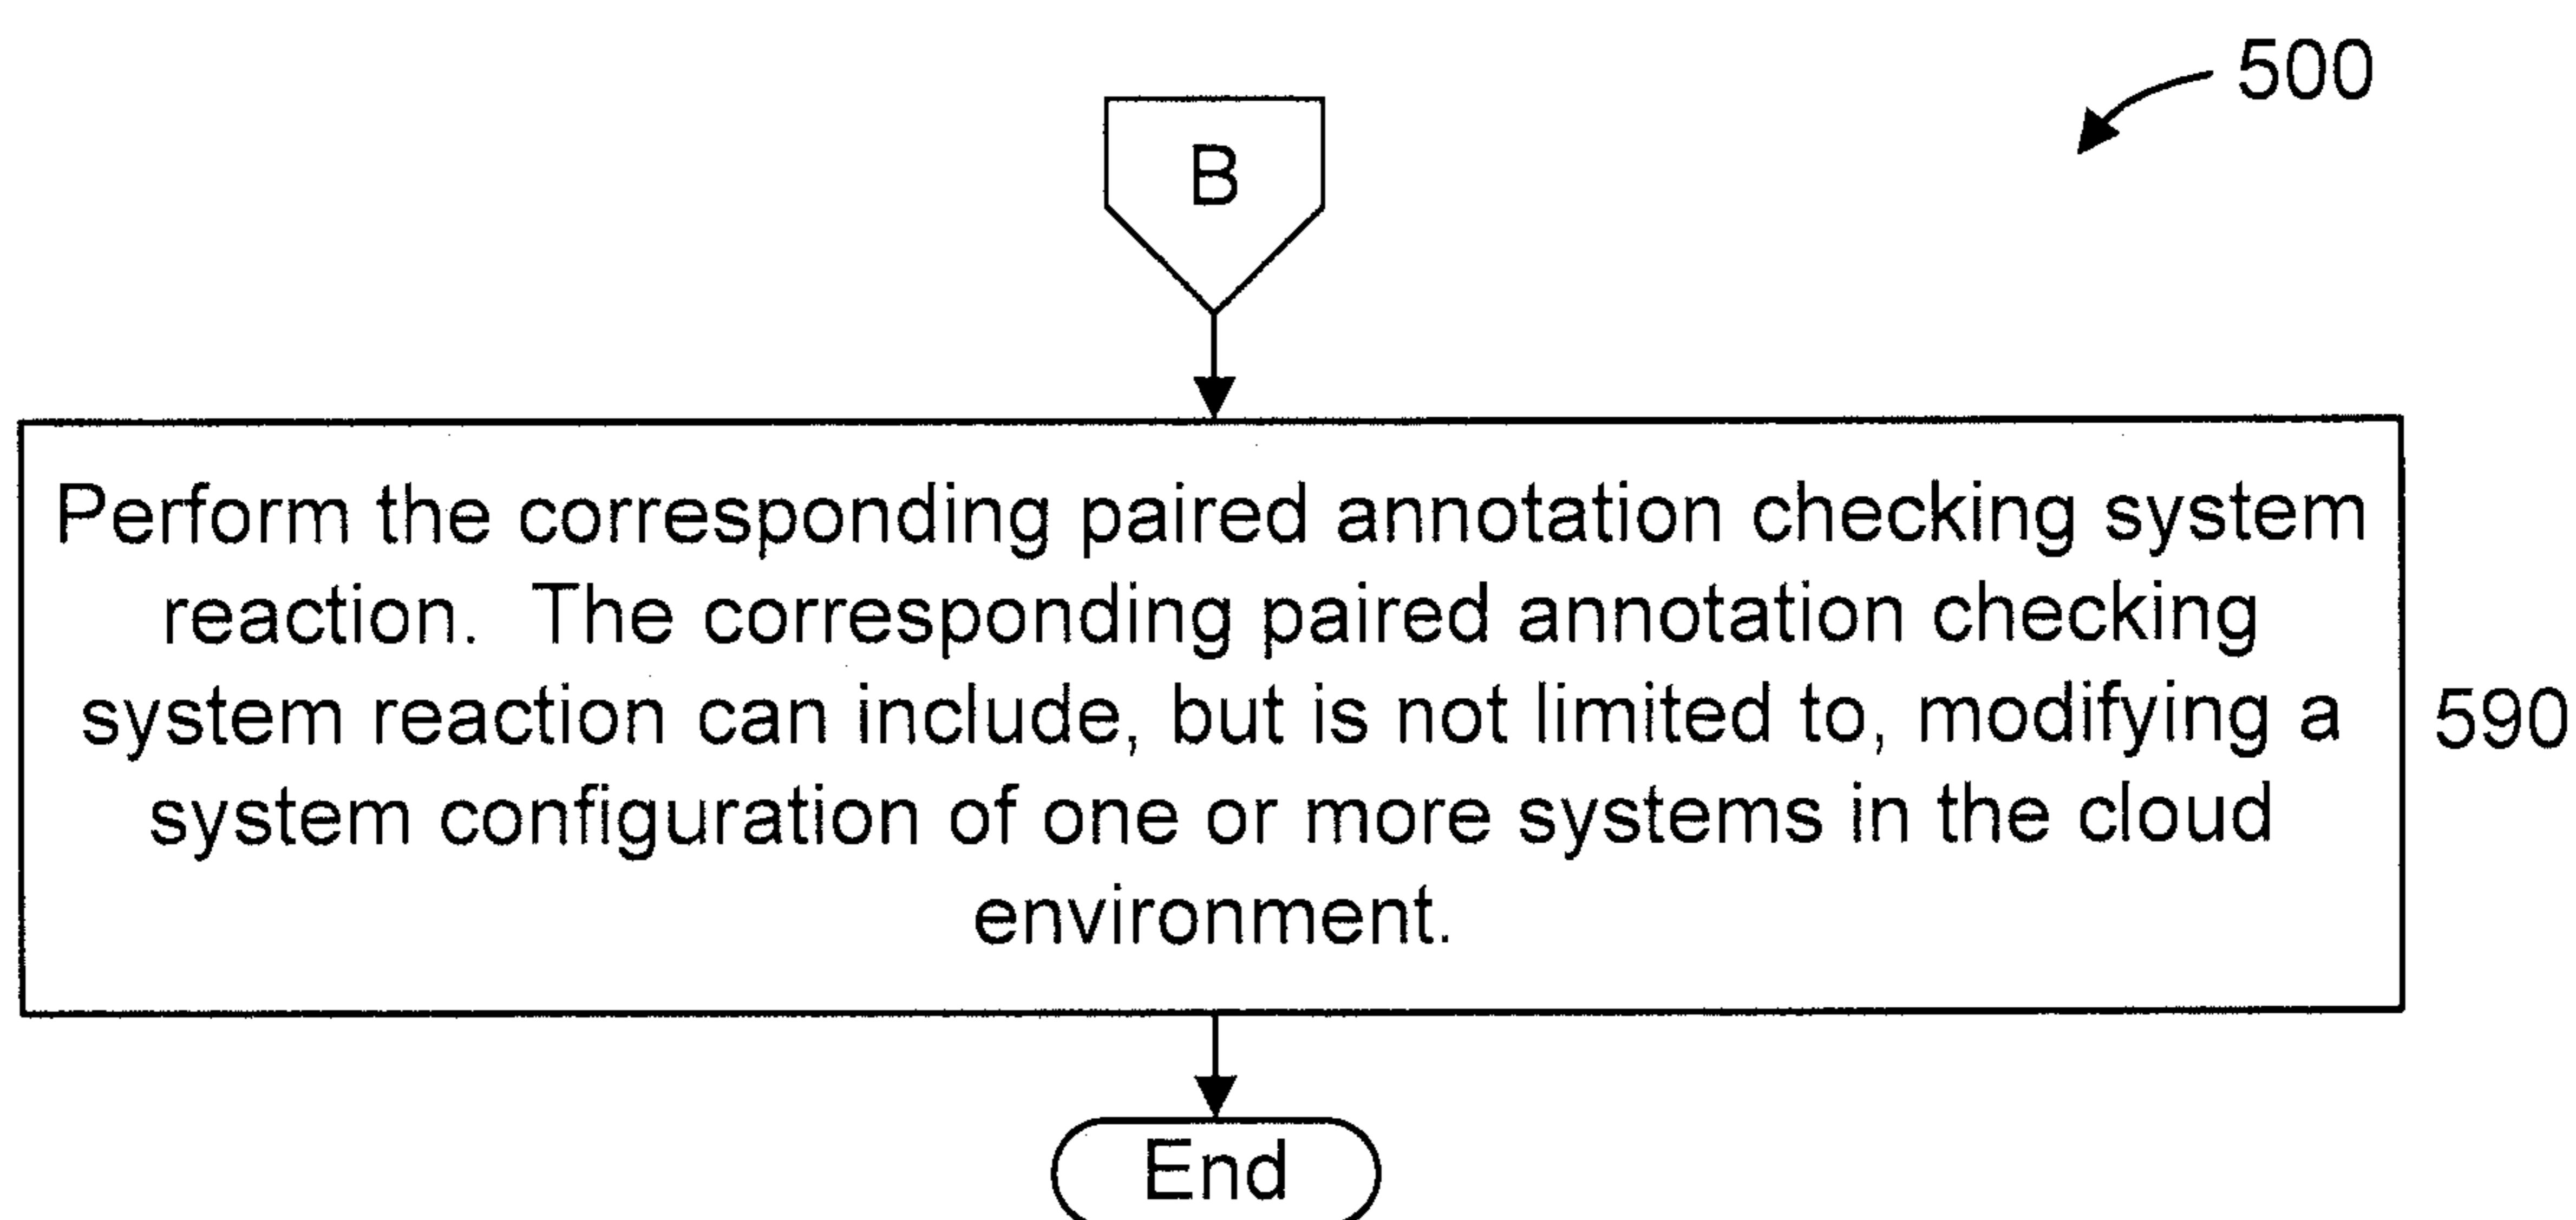 500
B
Perform the corresponding paired annotation checking system
reaction.  The corresponding paired annotation checking
system reaction can include, but is not limited to, modifying a
system configuration of one or more systems in the cloud
environment.
590
End